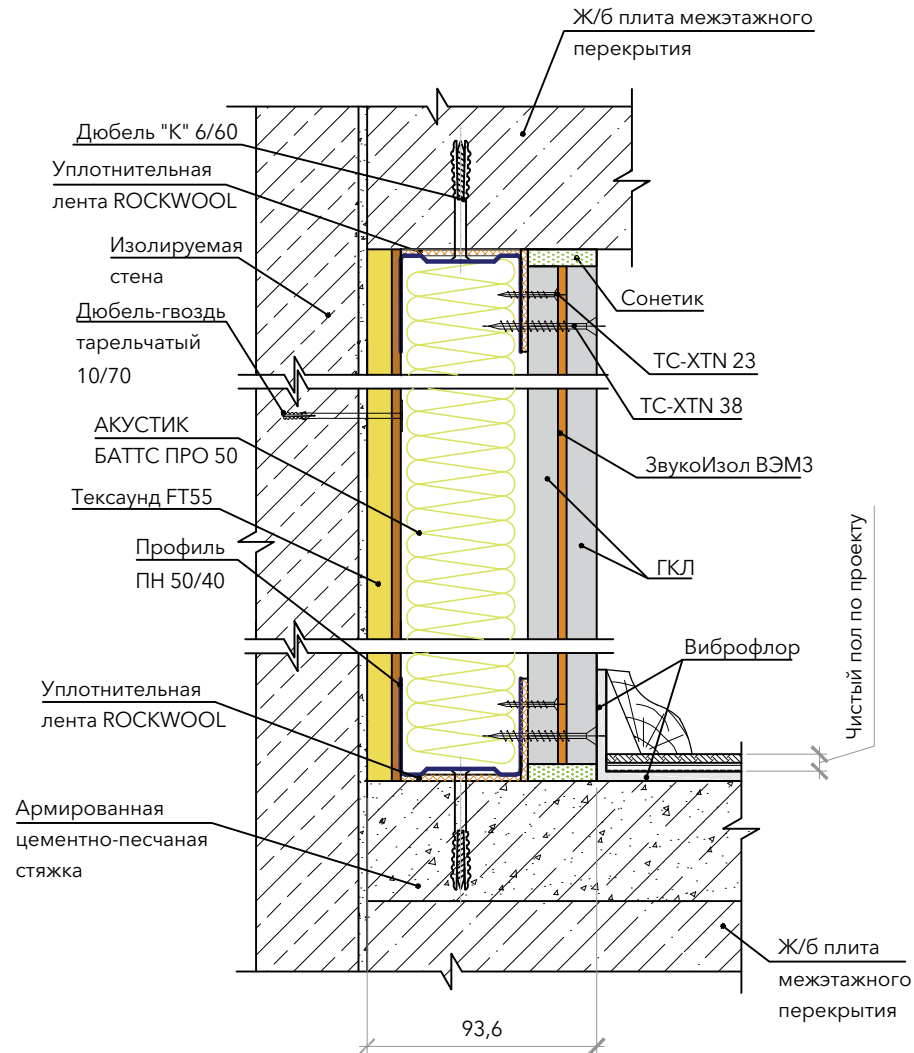 Ж/б плита межэтажного
перекрытия
Дюбель "К" 6/60
Уплотнительная
лента ROCKWOOL
Изолируемая
стена
Дюбель-гвоздь
тарельчатый
10/70
Сонетик
ТС-XTN 23
ТС-XTN 38
АКУСТИК
БАТТС ПРО 50
ЗвукоИзол ВЭМ3
Тексаунд FT55
Профиль
ПН 50/40
ГКЛ
Виброфлор
Чистый пол по проекту
Уплотнительная
лента ROCKWOOL
Армированная
цементно-песчаная
стяжка
Ж/б плита
межэтажного
перекрытия
93,6